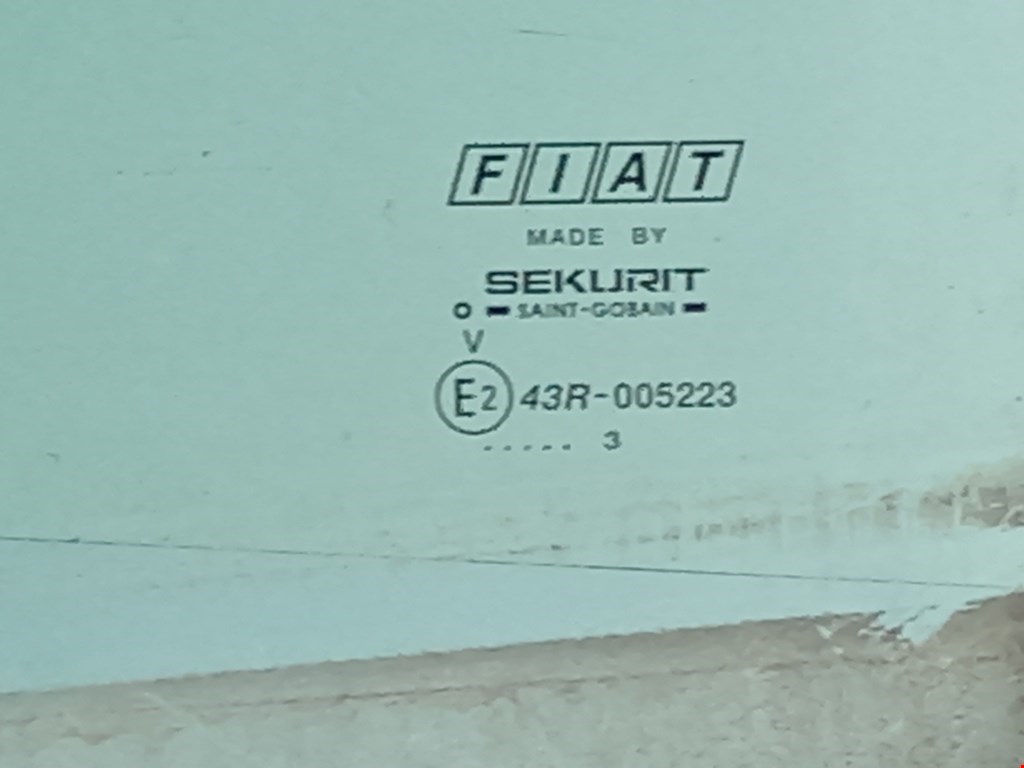 FIAT
MADE BY
SEKURIT
SAINT-GOBAIN
V
E2 43R-005223
..... 3